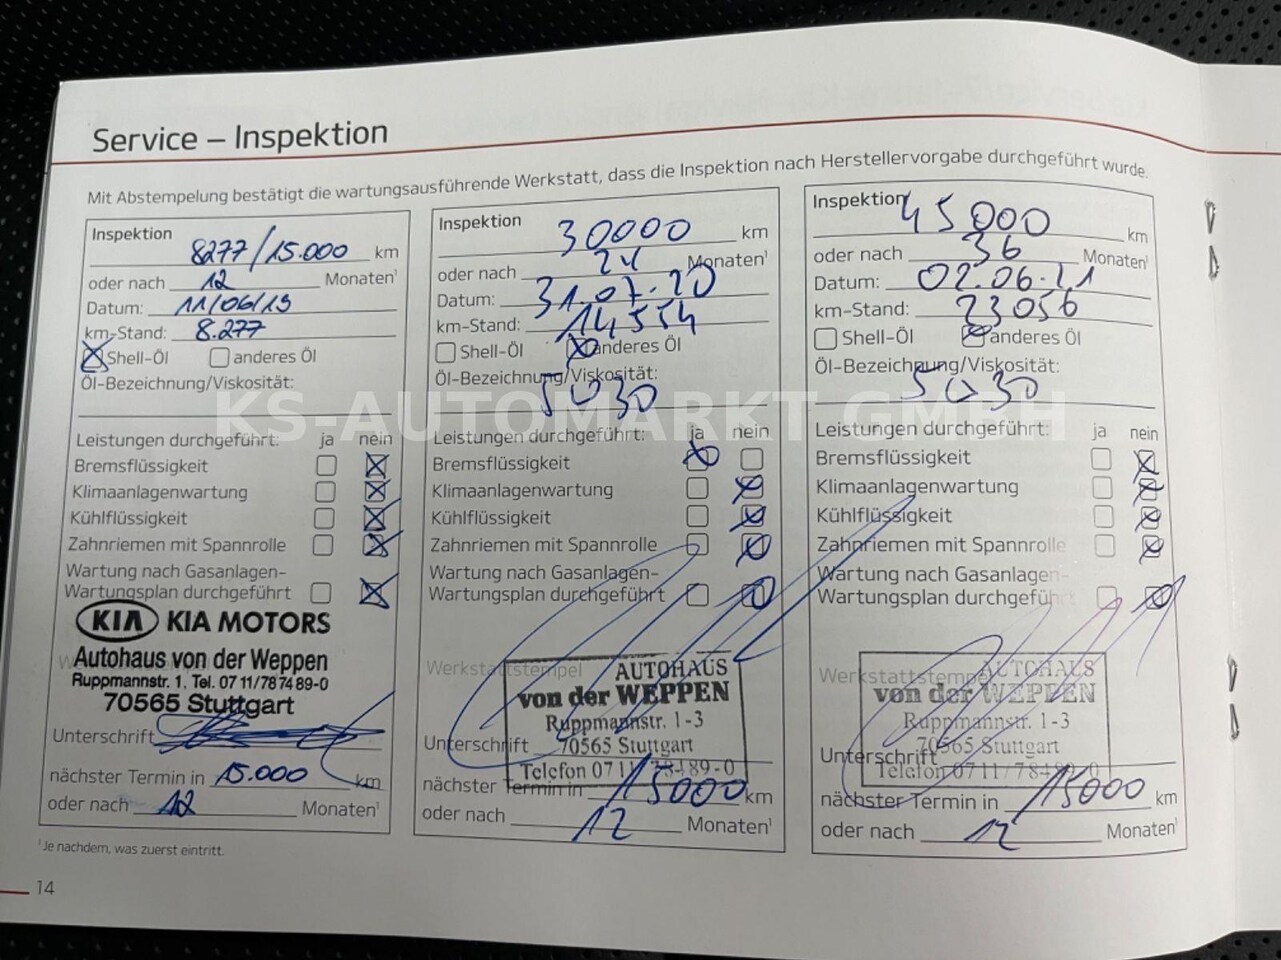 Service – Inspektion
Mit Abstempelung bestätigt die wartungsausführende Werkstatt, dass die Inspektion nach Herstellervorgabe durchgeführt wurde.
Inspektion 8277/15.000 km
oder nach 12 Monaten¹
Datum: 11/06/19
km-Stand: 8.277
Shell-Öl anderes Öl
Öl-Bezeichnung/Viskosität:
Leistungen durchgeführt: ja nein
Bremsflüssigkeit
Klimaanlagenwartung
Kühlflüssigkeit
Zahnriemen mit Spannrolle
Wartung nach Gasanlagen-
Wartungsplan durchgeführt
KIA KIA MOTORS
Autohaus von der Weppen
Ruppmannstr. 1, Tel. 07 11/78 74 89-0
70565 Stuttgart
Unterschrift
nächster Termin in 15.000 km
oder nach 12 Monaten¹
Inspektion 30000 km
oder nach 24 Monaten¹
Datum: 31.07.20
km-Stand: 14554
Shell-Öl anderes Öl
Öl-Bezeichnung/Viskosität:
5W30
Leistungen durchgeführt: ja nein
Bremsflüssigkeit
Klimaanlagenwartung
Kühlflüssigkeit
Zahnriemen mit Spannrolle
Wartung nach Gasanlagen-
Wartungsplan durchgeführt
Werkstattstempel
AUTOHAUS
von der WEPPEN
Ruppmannstr. 1-3
Unterschrift
70565 Stuttgart
Telefon 0711/78489-0
nächster Termin in 15000 km
oder nach 12 Monaten¹
Inspektion 45000 km
oder nach 36 Monaten¹
Datum: 02.06.21
km-Stand: 23056
Shell-Öl anderes Öl
Öl-Bezeichnung/Viskosität:
5W30
Leistungen durchgeführt: ja nein
Bremsflüssigkeit
Klimaanlagenwartung
Kühlflüssigkeit
Zahnriemen mit Spannrolle
Wartung nach Gasanlagen-
Wartungsplan durchgeführt
Werkstattstempel
AUTOHAUS
von der WEPPEN
Ruppmannstr. 1-3
70565 Stuttgart
Unterschrift
Telefon 0711/78489-0
nächster Termin in 15000 km
oder nach 12 Monaten¹
¹Je nachdem, was zuerst eintritt.
14
KS-AUTOMARKT GMBH